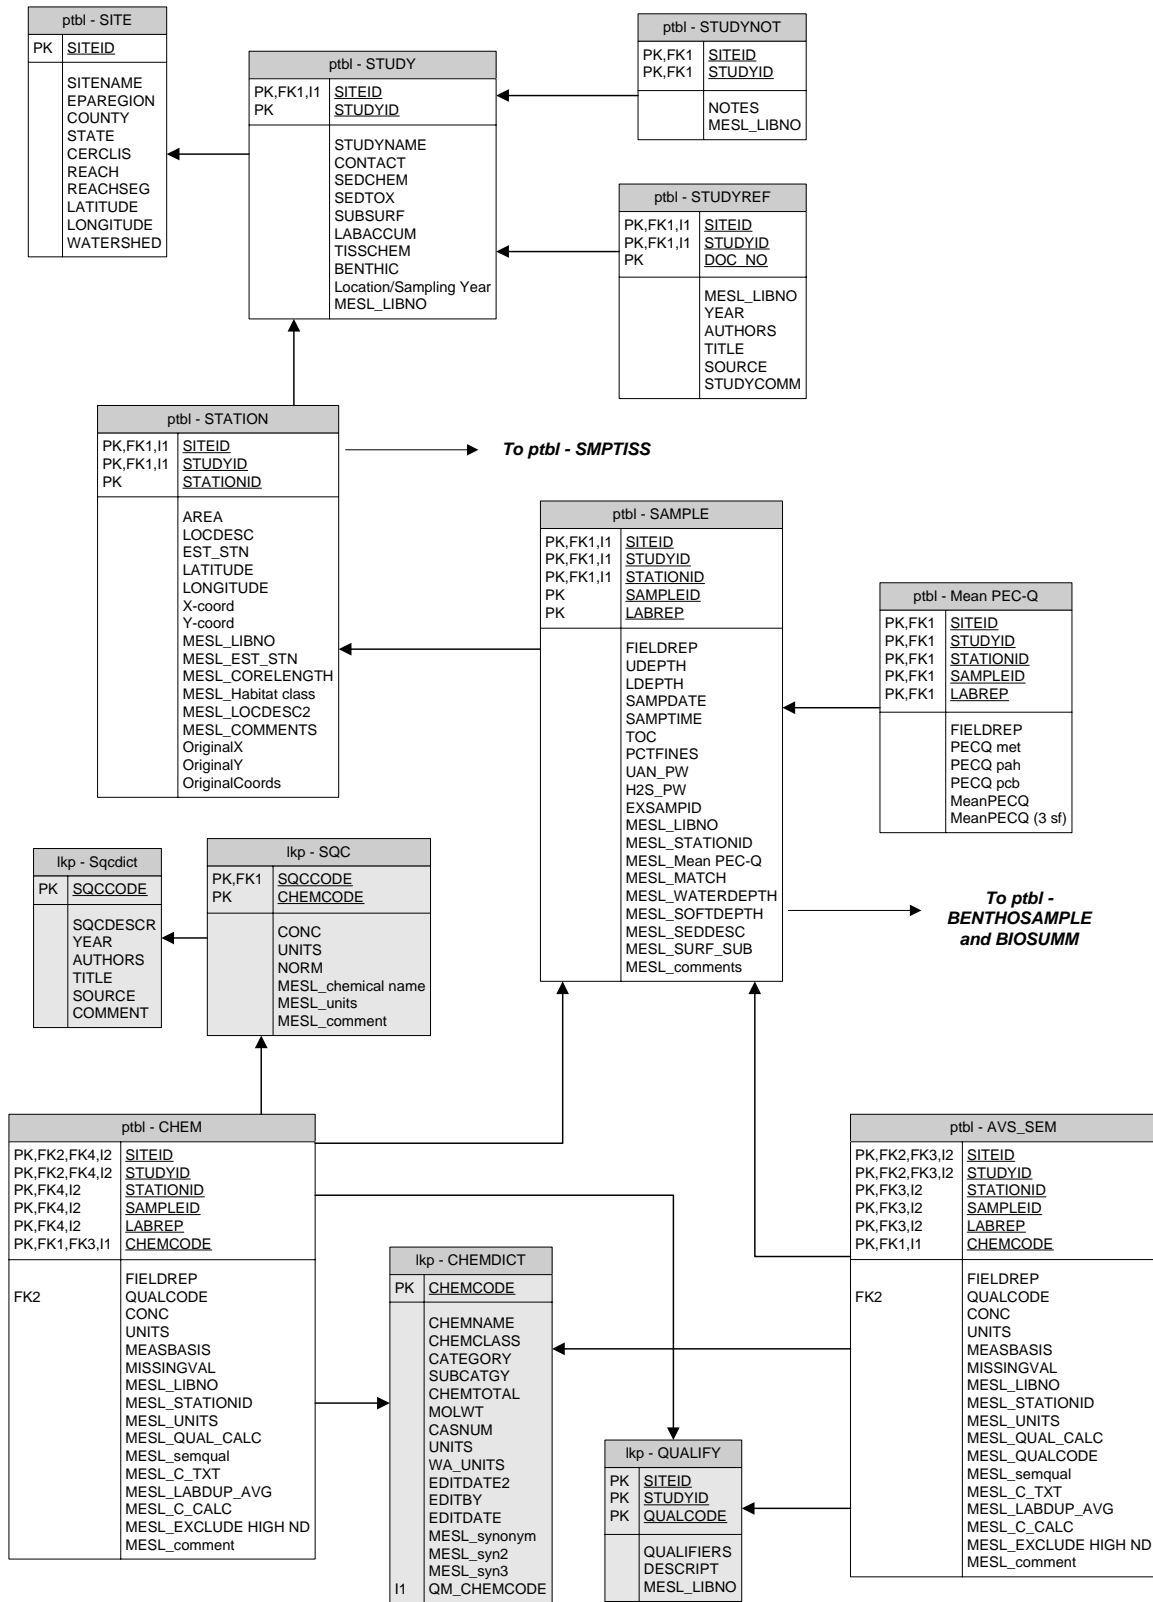 ptbl - SITE
PK SITEID
SITENAME
EPAREGION
COUNTY
STATE
CERCLIS
REACH
REACHSEG
LATITUDE
LONGITUDE
WATERSHED
ptbl - STUDY
PK,FK1,I1 SITEID
PK STUDYID
STUDYNAME
CONTACT
SEDCHEM
SEDTOX
SUBSURF
LABACCUM
TISSCHEM
BENTHIC
Location/Sampling Year
MESL_LIBNO
ptbl - STUDYNOT
PK,FK1 SITEID
PK,FK1 STUDYID
NOTES
MESL_LIBNO
ptbl - STUDYREF
PK,FK1,I1 SITEID
PK,FK1,I1 STUDYID
PK DOC_NO
MESL_LIBNO
YEAR
AUTHORS
TITLE
SOURCE
STUDYCOMM
ptbl - STATION
PK,FK1,I1 SITEID
PK,FK1,I1 STUDYID
PK STATIONID
AREA
LOCDESC
EST_STN
LATITUDE
LONGITUDE
X-coord
Y-coord
MESL_LIBNO
MESL_EST_STN
MESL_CORELENGTH
MESL_Habitat class
MESL_LOCDESC2
MESL_COMMENTS
OriginalX
OriginalY
OriginalCoords
To ptbl - SMPTISS
ptbl - SAMPLE
PK,FK1,I1 SITEID
PK,FK1,I1 STUDYID
PK,FK1,I1 STATIONID
PK SAMPLEID
PK LABREP
FIELDREP
UDEPTH
LDEPTH
SAMPDATE
SAMPTIME
TOC
PCTFINES
UAN_PW
H2S_PW
EXSAMPID
MESL_LIBNO
MESL_STATIONID
MESL_Mean PEC-Q
MESL_MATCH
MESL_WATERDEPTH
MESL_SOFTDEPTH
MESL_SEDDESC
MESL_SURF_SUB
MESL_comments
ptbl - Mean PEC-Q
PK,FK1 SITEID
PK,FK1 STUDYID
PK,FK1 STATIONID
PK,FK1 SAMPLEID
PK,FK1 LABREP
FIELDREP
PECQ met
PECQ pah
PECQ pcb
MeanPECQ
MeanPECQ (3 sf)
To ptbl -
BENTHOSAMPLE
and BIOSUMM
lkp - Sqcdict
PK SQCCODE
SQCDESCR
YEAR
AUTHORS
TITLE
SOURCE
COMMENT
lkp - SQC
PK,FK1 SQCCODE
PK CHEMCODE
CONC
UNITS
NORM
MESL_chemical name
MESL_units
MESL_comment
ptbl - CHEM
PK,FK2,FK4,I2 SITEID
PK,FK2,FK4,I2 STUDYID
PK,FK4,I2 STATIONID
PK,FK4,I2 SAMPLEID
PK,FK4,I2 LABREP
PK,FK1,FK3,I1 CHEMCODE
FIELDREP
FK2 QUALCODE
CONC
UNITS
MEASBASIS
MISSINGVAL
MESL_LIBNO
MESL_STATIONID
MESL_UNITS
MESL_QUAL_CALC
MESL_semqual
MESL_C_TXT
MESL_LABDUP_AVG
MESL_C_CALC
MESL_EXCLUDE HIGH ND
MESL_comment
lkp - CHEMDICT
PK CHEMCODE
CHEMNAME
CHEMCLASS
CATEGORY
SUBCATGY
CHEMTOTAL
MOLWT
CASNUM
UNITS
WA_UNITS
EDITDATE2
EDITBY
EDITDATE
MESL_synonym
MESL_syn2
MESL_syn3
I1 QM_CHEMCODE
lkp - QUALIFY
PK SITEID
PK STUDYID
PK QUALCODE
QUALIFIERS
DESCRIPT
MESL_LIBNO
ptbl - AVS_SEM
PK,FK2,FK3,I2 SITEID
PK,FK2,FK3,I2 STUDYID
PK,FK3,I2 STATIONID
PK,FK3,I2 SAMPLEID
PK,FK3,I2 LABREP
PK,FK1,I1 CHEMCODE
FIELDREP
FK2 QUALCODE
CONC
UNITS
MEASBASIS
MISSINGVAL
MESL_LIBNO
MESL_STATIONID
MESL_UNITS
MESL_QUAL_CALC
MESL_QUALCODE
MESL_semqual
MESL_C_TXT
MESL_LABDUP_AVG
MESL_C_CALC
MESL_EXCLUDE HIGH ND
MESL_comment